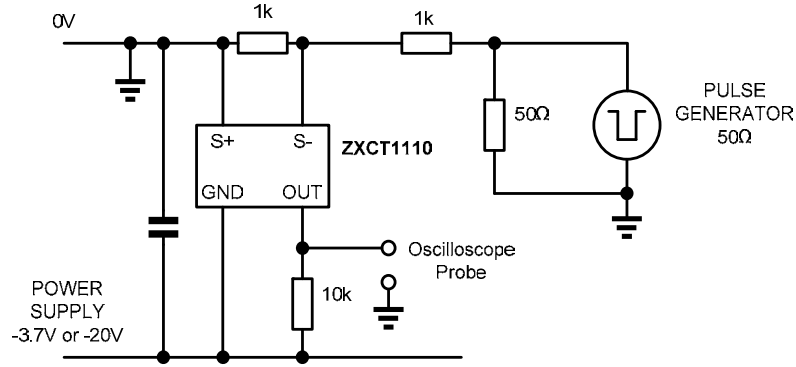 0V
1k
1k
S+
S-
ZXCT1110
GND
OUT
50Ω
PULSE
GENERATOR
50Ω
Oscilloscope
Probe
10k
POWER
SUPPLY
-3.7V or -20V